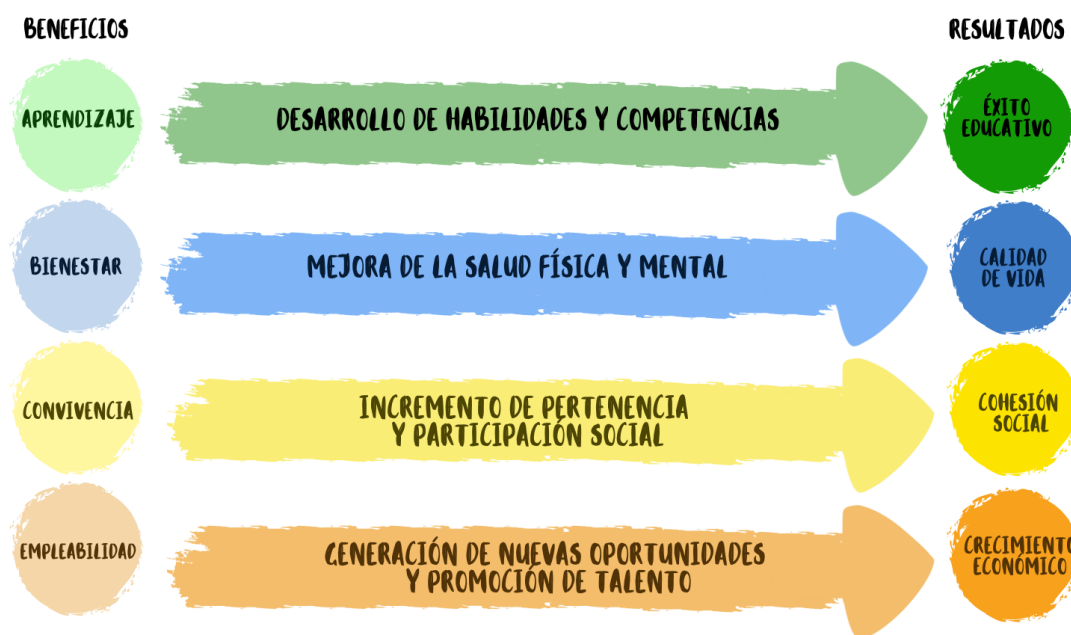 BENEFICIOS
RESULTADOS
APRENDIZAJE
DESARROLLO DE HABILIDADES Y COMPETENCIAS
ÉXITO
EDUCATIVO
BIENESTAR
MEJORA DE LA SALUD FÍSICA Y MENTAL
CALIDAD
DE VIDA
CONVIVENCIA
INCREMENTO DE PERTENENCIA
Y PARTICIPACIÓN SOCIAL
COHESIÓN
SOCIAL
EMPLEABILIDAD
GENERACIÓN DE NUEVAS OPORTUNIDADES
Y PROMOCIÓN DE TALENTO
CRECIMIENTO
ECONÓMICO